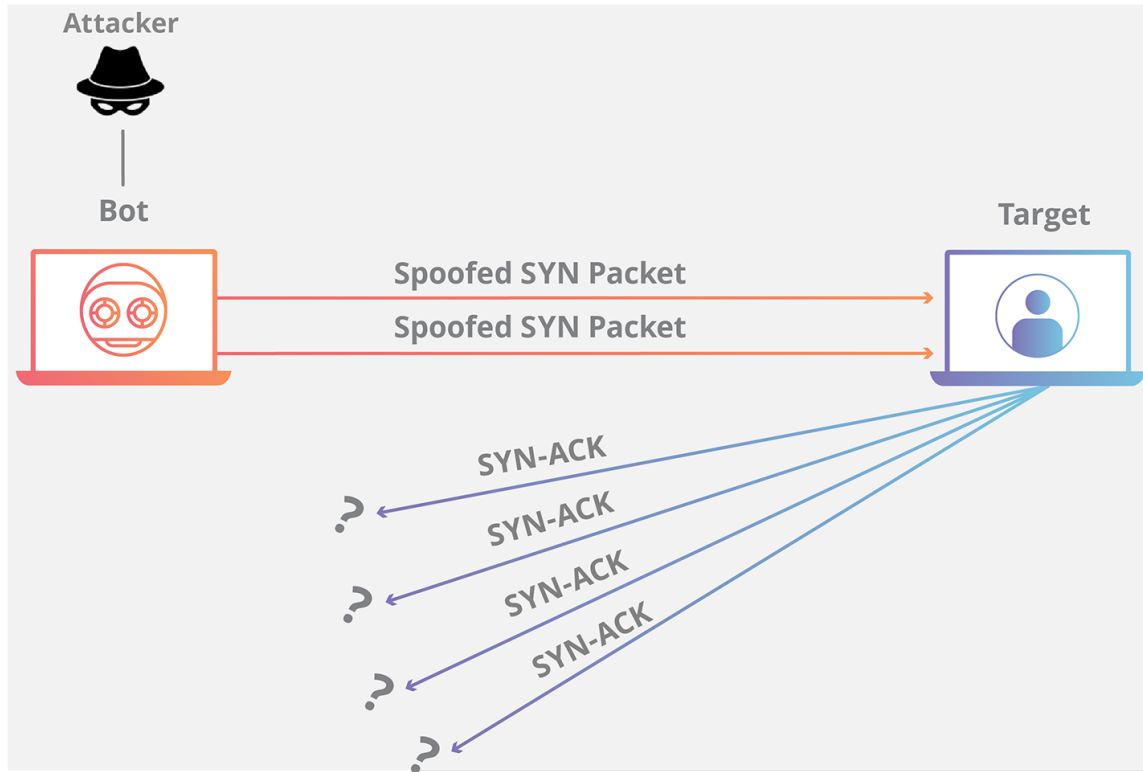 Attacker
Bot
Target
Spoofed SYN Packet
Spoofed SYN Packet
SYN-ACK
?
SYN-ACK
?
SYN-ACK
?
SYN-ACK
?